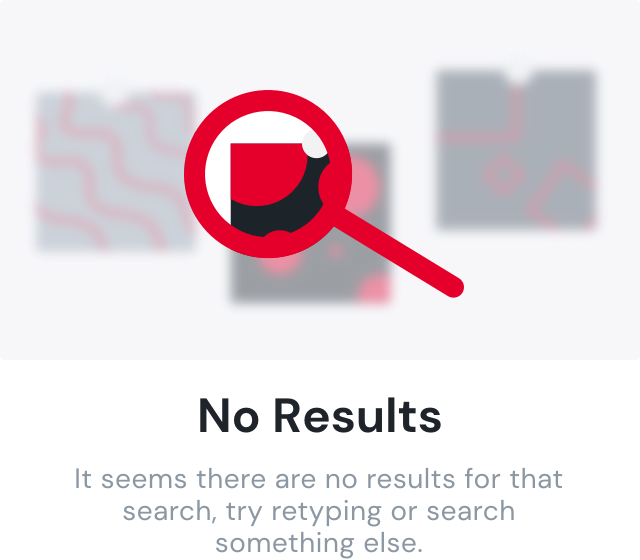 No Results
It seems there are no results for that
search, try retyping or search
something else.